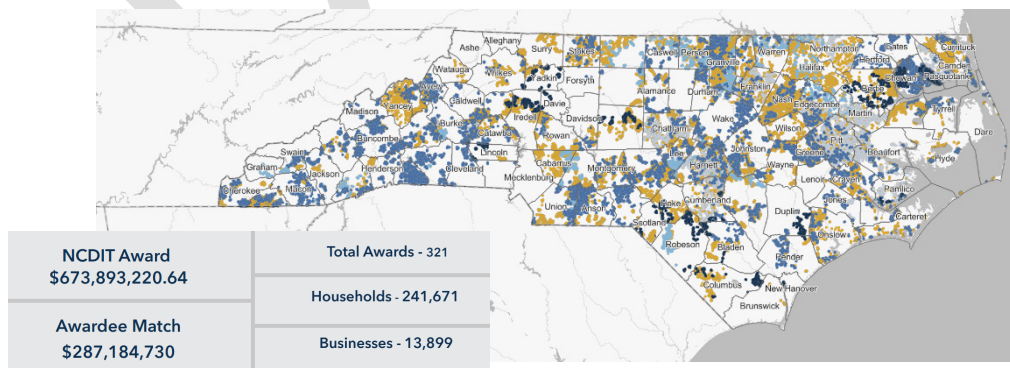 Alleghany
Ashe
Surry
Stokes
Caswell
Person
Granville
Warren
Northampton
Gates
Currituck
Camden
Pasquotank
Halifax
Hertford
Chowan
Bertie
Watauga
Wilkes
Yadkin
Forsyth
Alamance
Durham
Franklin
Nash
Edgecombe
Martin
Tyrrell
Dare
Avery
Caldwell
Yancey
Madison
Iredell
Davie
Davidson
Chatham
Wake
Wilson
Burke
Catawba
Rowan
Buncombe
Lincoln
Lee
Johnston
Greene
Pitt
Beaufort
Hyde
Swain
Graham
Jackson
Henderson
Cleveland
Cabarrus
Montgomery
Harnett
Wayne
Mecklenburg
Lenoir
Craven
Pamlico
Cherokee
Macon
Union
Anson
Hoke
Cumberland
Jones
Scotland
Duplin
Carteret
Onslow
Robeson
Bladen
Pender
Columbus
New Hanover
Brunswick
NCDIT Award
$673,893,220.64
Awardee Match
$287,184,730
Total Awards - 321
Households - 241,671
Businesses - 13,899